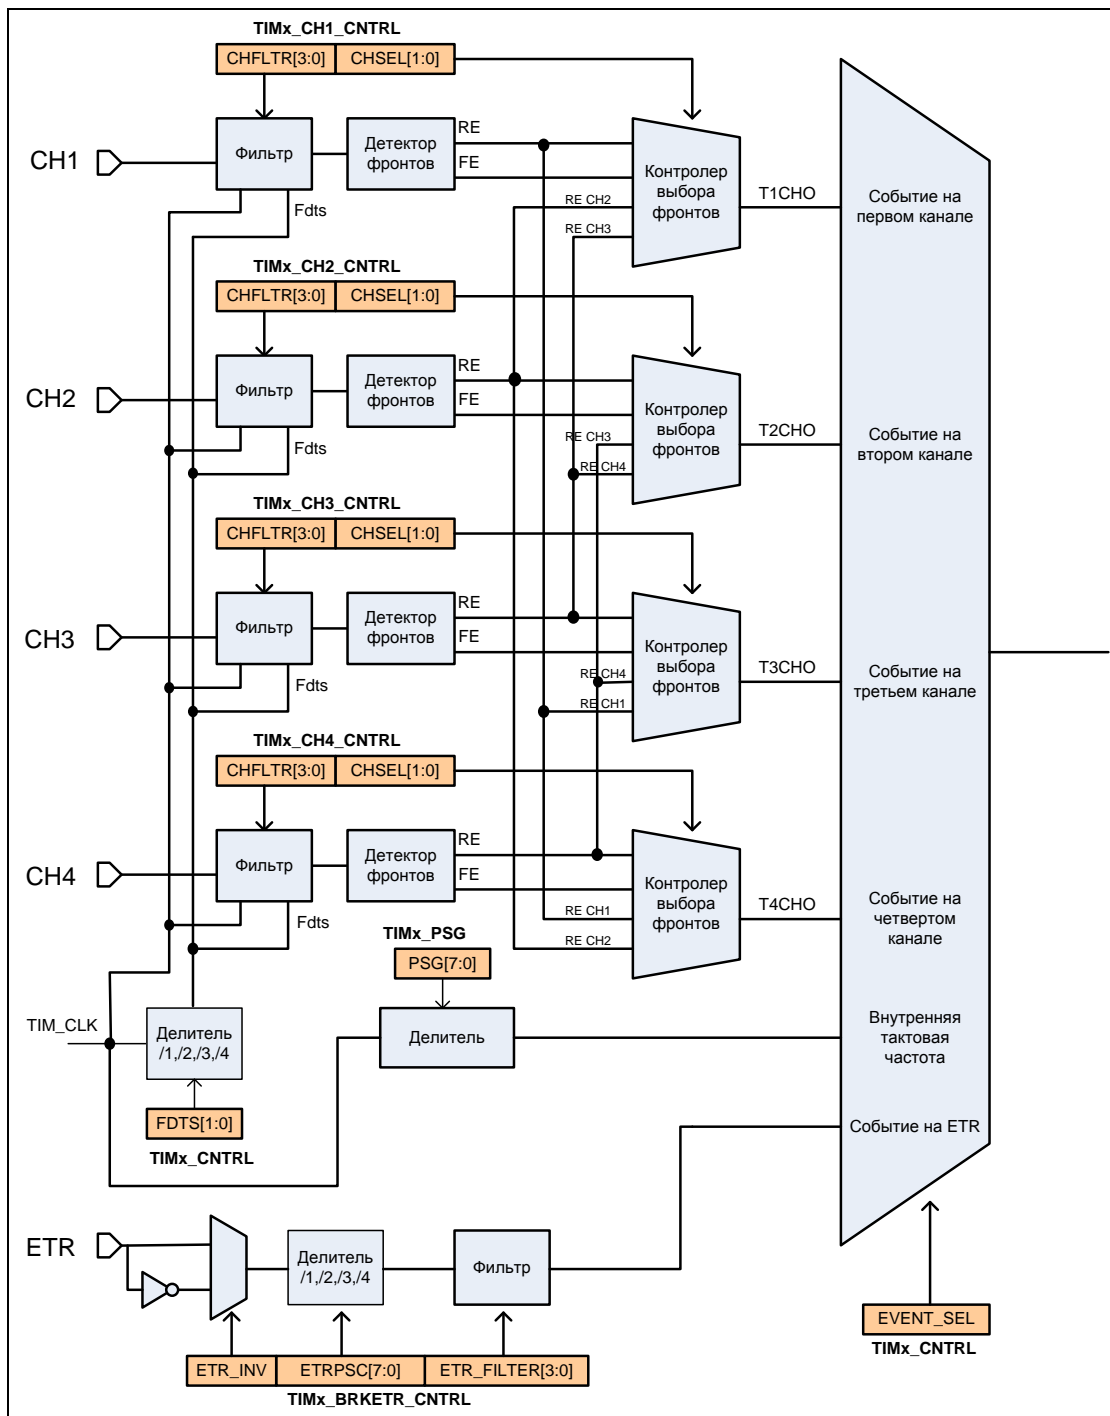 TIMx_CH1_CNTRL
CHFLTR[3:0]
CHSEL[1:0]
CH1
Фильтр
Детектор
фронтов
RE
FE
RE CH2
RE CH3
Контролер
выбора
фронтов
T1CHO
Событие на
первом канале
Fdts
TIMx_CH2_CNTRL
CHFLTR[3:0]
CHSEL[1:0]
CH2
Фильтр
Детектор
фронтов
RE
FE
RE CH3
RE CH4
Контролер
выбора
фронтов
T2CHO
Событие на
втором канале
Fdts
TIMx_CH3_CNTRL
CHFLTR[3:0]
CHSEL[1:0]
CH3
Фильтр
Детектор
фронтов
RE
FE
RE CH4
RE CH1
Контролер
выбора
фронтов
T3CHO
Событие на
третьем канале
Fdts
TIMx_CH4_CNTRL
CHFLTR[3:0]
CHSEL[1:0]
CH4
Фильтр
Детектор
фронтов
RE
FE
RE CH1
RE CH2
Контролер
выбора
фронтов
T4CHO
Событие на
четвертом
канале
Fdts
TIMx_PSG
PSG[7:0]
TIM_CLK
Делитель
/1,/2,/3,/4
Делитель
Внутренняя
тактовая
частота
FDTS[1:0]
TIMx_CNTRL
Событие на ETR
ETR
Делитель
/1,/2,/3,/4
Фильтр
EVENT_SEL
TIMx_CNTRL
ETR_INV
ETRPSC[7:0]
ETR_FILTER[3:0]
TIMx_BRKETR_CNTRL